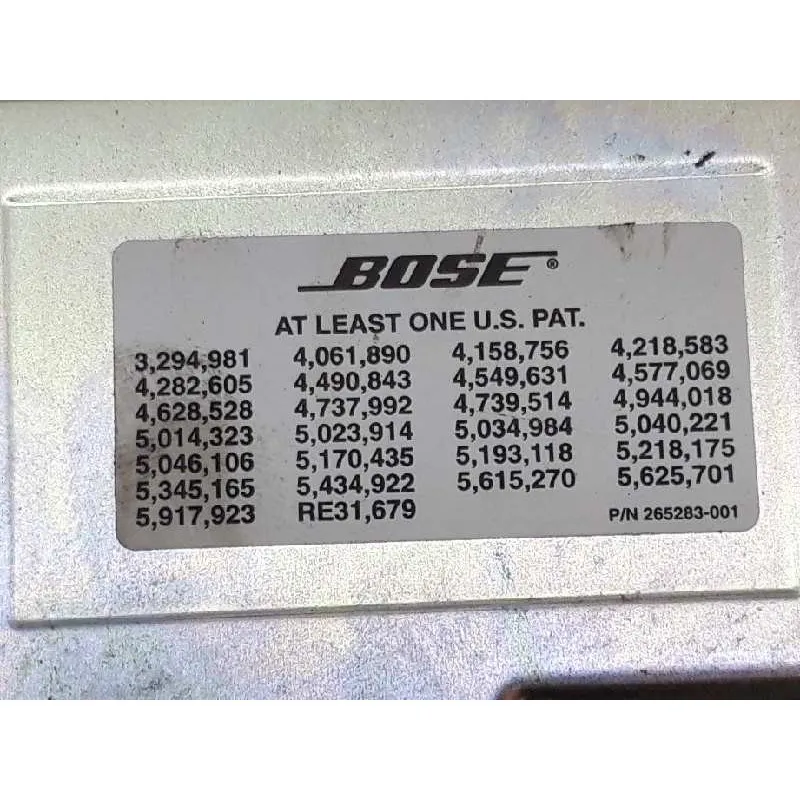 BOSE®
AT LEAST ONE U.S. PAT.
3,294,981 4,061,890 4,158,756 4,218,583
4,282,605 4,490,843 4,549,631 4,577,069
4,628,528 4,737,992 4,739,514 4,944,018
5,014,323 5,023,914 5,034,984 5,040,221
5,046,106 5,170,435 5,193,118 5,218,175
5,345,165 5,434,922 5,615,270 5,625,701
5,917,923 RE31,679 P/N 265283-001